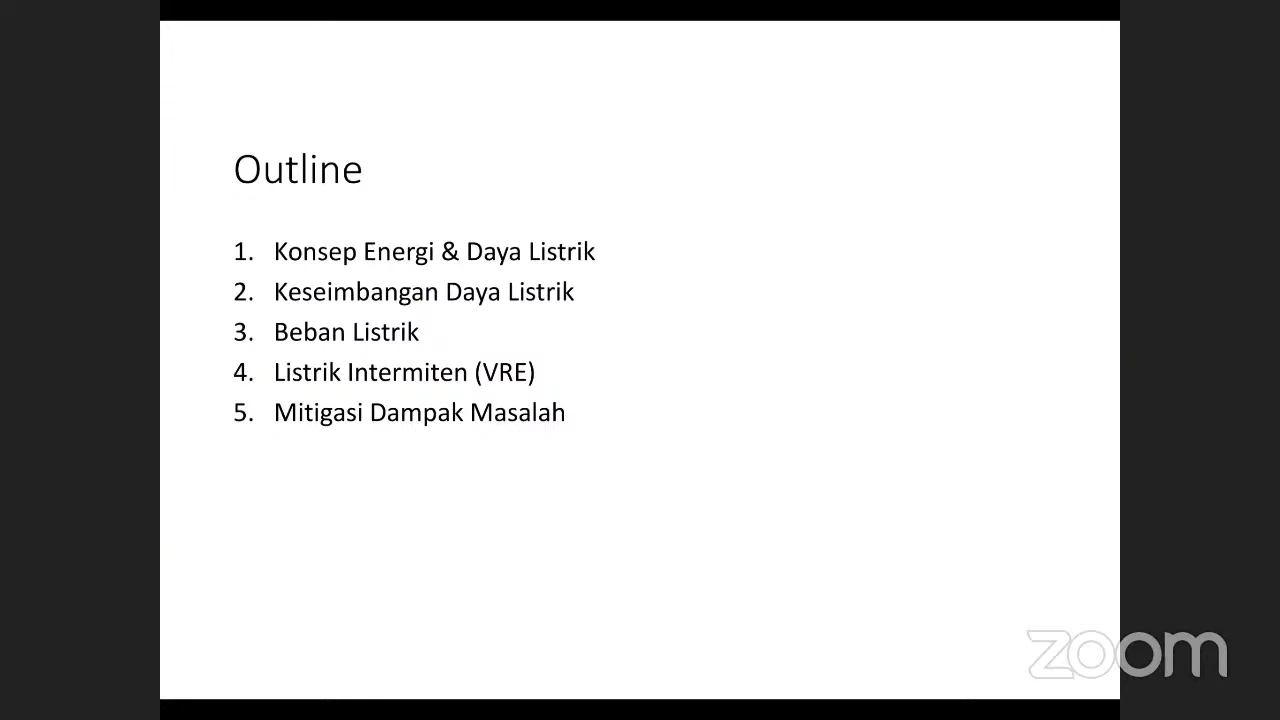 Outline
1. Konsep Energi & Daya Listrik
2. Keseimbangan Daya Listrik
3. Beban Listrik
4. Listrik Intermiten (VRE)
5. Mitigasi Dampak Masalah
zoom